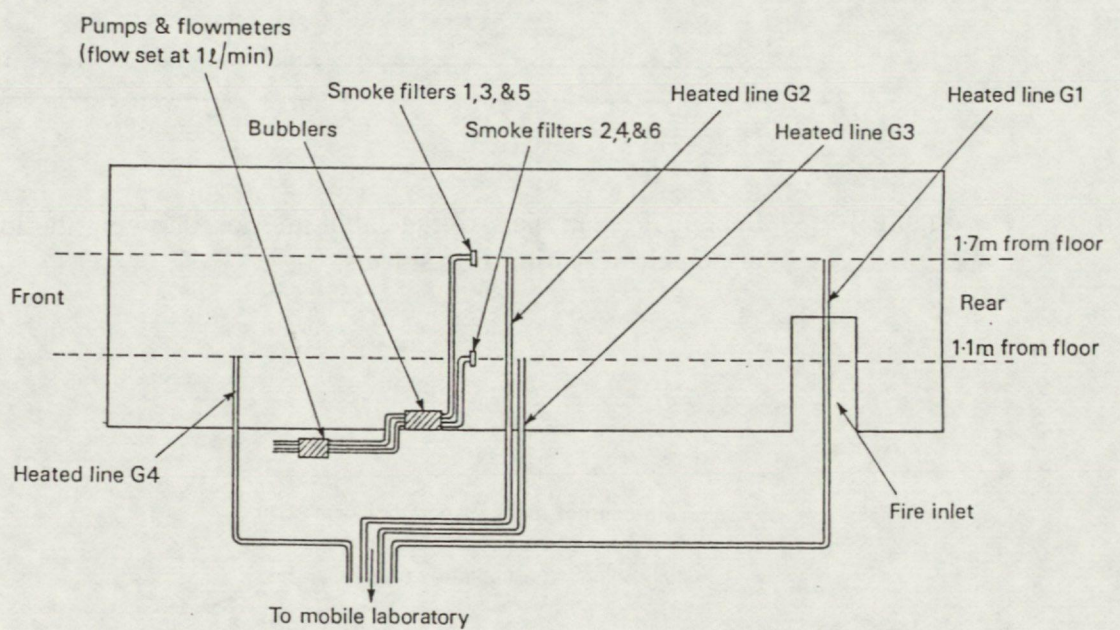 Pumps & flowmeters
(flow set at 1ℓ/min)
Smoke filters 1,3,&5
Heated line G2
Heated line G1
Bubblers
Smoke filters 2,4,&6
Heated line G3
1·7m from floor
Front
Rear
1·1m from floor
Heated line G4
Fire inlet
To mobile laboratory